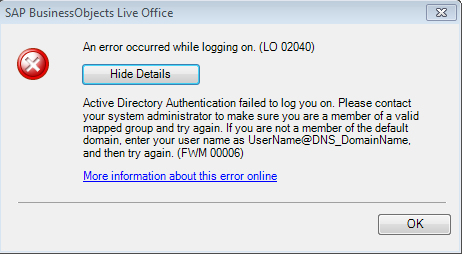 SAP BusinessObjects Live Office
An error occurred while logging on. (LO 02040)
Hide Details
Active Directory Authentication failed to log you on. Please contact
your system administrator to make sure you are a member of a valid
mapped group and try again. If you are not a member of the default
domain, enter your user name as UserName@DNS_DomainName,
and then try again. (FWM 00006)
More information about this error online
OK